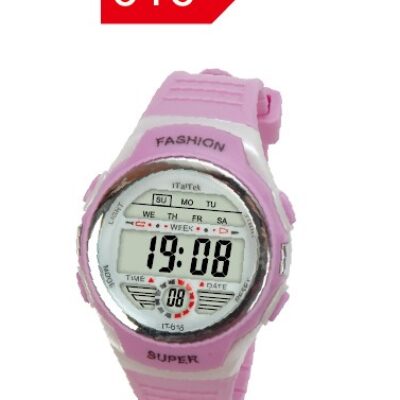 FASHION
iTaiTek
SU MO TU
WE TH FR SA
WEEK
LIGHT
MODE
19:08
TIME ▲ ▲ DATE
08
IT-616
SUPER